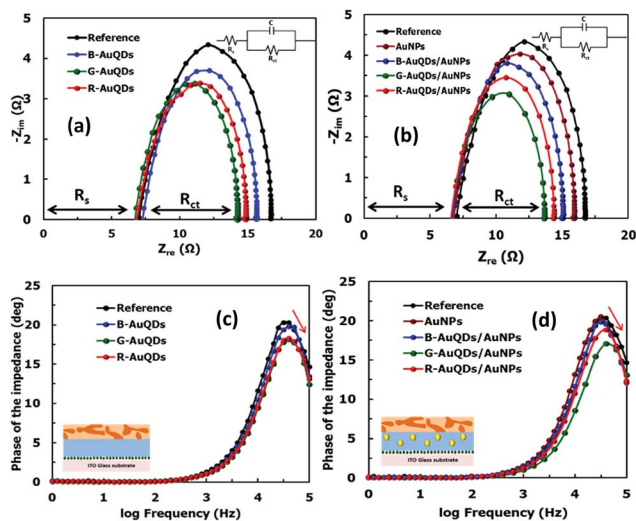 5
4
3
2
1
0
-Zim (Ω)
Reference
B-AuQDs
G-AuQDs
R-AuQDs
C
Rs
Rct
(a)
Rs
Rct
0 5 10 15 20
Zre (Ω)
5
4
3
2
1
0
-Zim (Ω)
Reference
AuNPs
B-AuQDs/AuNPs
G-AuQDs/AuNPs
R-AuQDs/AuNPs
C
Rs
Rct
(b)
Rs
Rct
0 5 10 15 20
Zre (Ω)
25
20
15
10
5
0
Phase of the impedance (deg)
Reference
B-AuQDs
G-AuQDs
R-AuQDs
(c)
ITO Glass substrate
0 1 2 3 4 5
log Frequency (Hz)
25
20
15
10
5
0
Phase of the impedance (deg)
Reference
AuNPs
B-AuQDs/AuNPs
G-AuQDs/AuNPs
R-AuQDs/AuNPs
(d)
ITO Glass substrate
0 1 2 3 4 5
log Frequency (Hz)